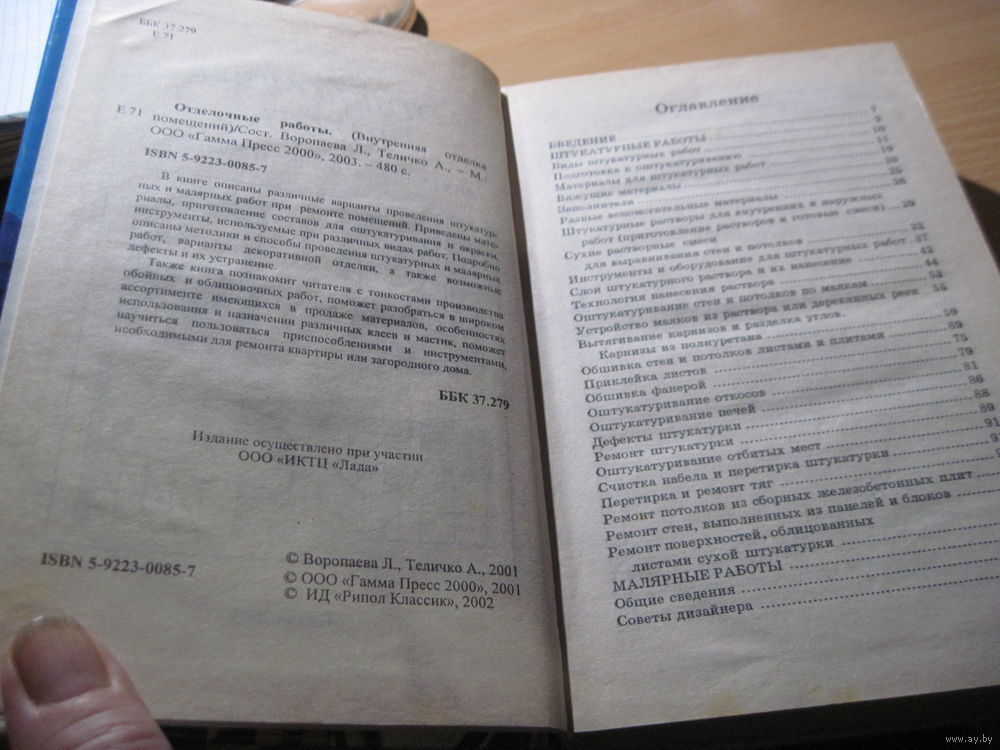 ББК 37.279
Е 71
Е 71
Отделочные работы. (Внутренняя отделка
помещений)/Сост. Воропаева Л., Теличко А., – М.:
ООО «Гамма Пресс 2000», 2003. – 480 с.
ISBN 5-9223-0085-7
В книге описаны различные варианты проведения штукатур-
ных и малярных работ при ремонте помещений. Приведены мате-
риалы, приготовление составов для оштукатуривания и окраски,
инструменты, используемые при различных видах работ. Подробно
описаны методики и способы проведения штукатурных и малярных
работ, варианты декоративной отделки, а также возможные
дефекты и их устранение.
Также книга познакомит читателя с тонкостями производства
обойных и облицовочных работ, поможет разобраться в широком
ассортименте имеющихся в продаже материалов, особенностях
использования и назначении различных клеев и мастик, поможет
научиться пользоваться приспособлениями и инструментами,
необходимыми для ремонта квартиры или загородного дома.
ББК 37.279
Издание осуществлено при участии
ООО «ИКТЦ «Лада»
ISBN 5-9223-0085-7
© Воропаева Л., Теличко А., 2001
© ООО «Гамма Пресс 2000», 2001
© ИД «Рипол Классик», 2002
Оглавление
ВВЕДЕНИЕ
ШТУКАТУРНЫЕ РАБОТЫ
Виды штукатурных работ
Подготовка к оштукатуриванию
Материалы для штукатурных работ
Вяжущие материалы
Заполнители
Разные вспомогательные материалы
Штукатурные растворы для внутренних и наружных
работ (приготовление растворов и готовые смеси) 29
Сухие растворные смеси
для выравнивания стен и потолков
Инструменты и оборудование для штукатурных работ 37
Слои штукатурного раствора и их нанесение
Технология нанесения раствора
Оштукатуривание стен и потолков по маякам
Устройство маяков из раствора или деревянных реек
Вытягивание карнизов и разделка углов.
Карнизы из полиуретана
Обшивка стен и потолков листами и плитами
Приклейка листов
Обшивка фанерой
Оштукатуривание откосов
Оштукатуривание печей
Дефекты штукатурки
Ремонт штукатурки
Оштукатуривание отбитых мест
Счистка набела и перетирка штукатурки
Перетирка и ремонт тяг
Ремонт потолков из сборных железобетонных плит
Ремонт стен, выполненных из панелей и блоков
Ремонт поверхностей, облицованных
листами сухой штукатурки
МАЛЯРНЫЕ РАБОТЫ
Общие сведения
Советы дизайнера
www.ay.by